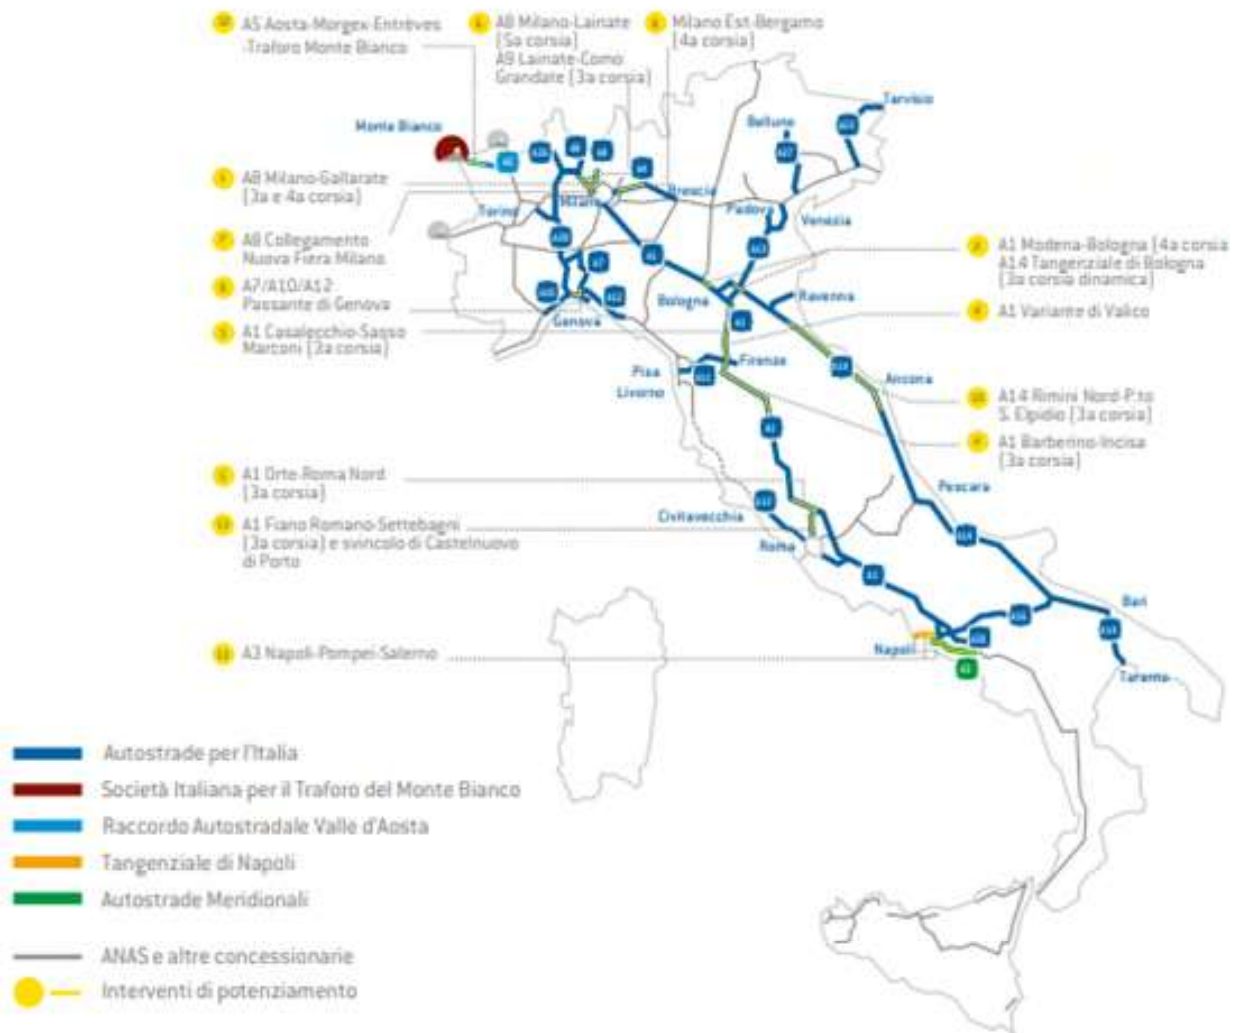 A5 Aosta-Morgex-Entrèves
-Traforo Monte Bianco
A8 Milano-Lainate
(5a corsia)
A9 Lainate-Como
Grandate (3a corsia)
Milano Est-Bergamo
(4a corsia)
Tarvisio
Belluno
Monte Bianco
A8 Milano-Gallarate
(3a e 4a corsia)
Brescia
Milano
Torino
Padova
Venezia
A8 Collegamento
Nuova Fiera Milano
A1 Modena-Bologna (4a corsia
A14 Tangenziale di Bologna
(3a corsia dinamica)
A7/A10/A12
Passante di Genova
Bologna
Ravenna
Genova
A1 Variante di Valico
A1 Casalecchio-Sasso
Marconi (3a corsia)
Firenze
Pisa
Livorno
Ancona
A14 Rimini Nord-P.to
S. Elpidio (3a corsia)
A1 Barberino-Incisa
(3a corsia)
A1 Orte-Roma Nord
(3a corsia)
Pescara
Civitavecchia
A1 Fiano Romano-Settebagni
(3a corsia) e svincolo di Castelnuovo
di Porto
Roma
Bari
A3 Napoli-Pompei-Salerno
Napoli
Taranto
Autostrade per l'Italia
Società Italiana per il Traforo del Monte Bianco
Raccordo Autostradale Valle d'Aosta
Tangenziale di Napoli
Autostrade Meridionali
ANAS e altre concessionarie
Interventi di potenziamento